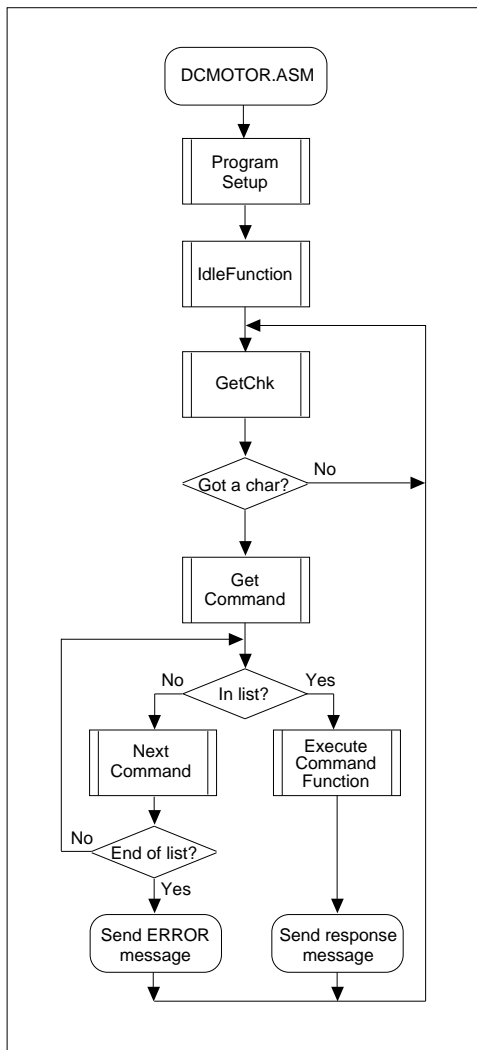 DCMOTOR.ASM
Program
Setup
IdleFunction
GetChk
No
Got a char?
Get
Command
No
Yes
In list?
Next
Command
Execute
Command
Function
No
End of list?
Yes
Send ERROR
message
Send response
message